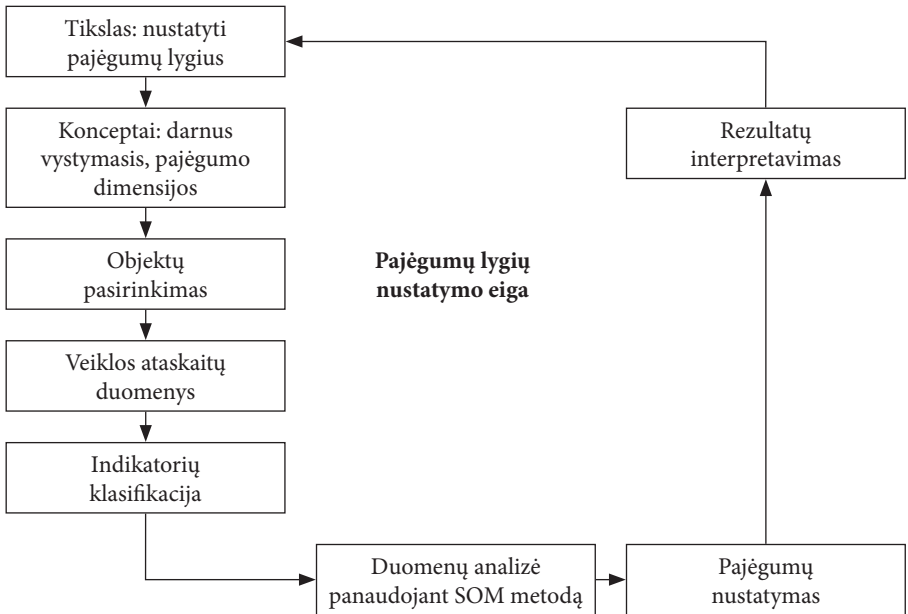 Tikslas: nustatyti
pajėgumų lygius
Konceptai: darnus
vystymasis, pajėgumo
dimensijos
Objektų
pasirinkimas
Veiklos ataskaitų
duomenys
Indikatorių
klasifikacija
Duomenų analizė
panaudojant SOM metodą
Pajėgumų
nustatymas
Rezultatų
interpretavimas
Pajėgumų lygių
nustatymo eiga